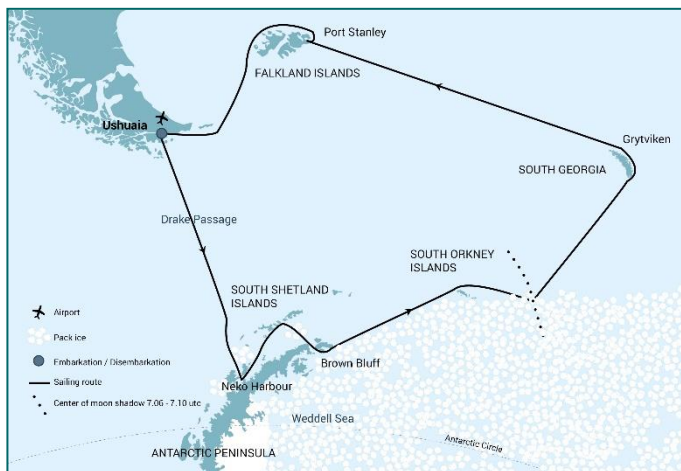 Port Stanley
FALKLAND ISLANDS
Ushuaia
Grytviken
SOUTH GEORGIA
Drake Passage
SOUTH ORKNEY
ISLANDS
SOUTH SHETLAND
ISLANDS
Airport
Pack ice
Embarkation / Disembarkation
Sailing route
Center of moon shadow 7.06 - 7.10 utc
Brown Bluff
Neko Harbour
Weddell Sea
Antarctic Circle
ANTARCTIC PENINSULA